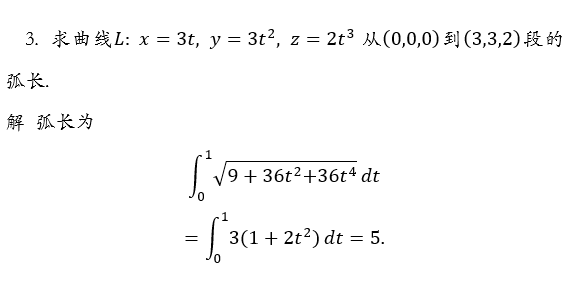 3. 求曲线L: x = 3t, y = 3t², z = 2t³ 从(0,0,0)到(3,3,2)段的
弧长.
解 弧长为
∫₀¹ √(9 + 36t²+36t⁴) dt
= ∫₀¹ 3(1 + 2t²) dt = 5.